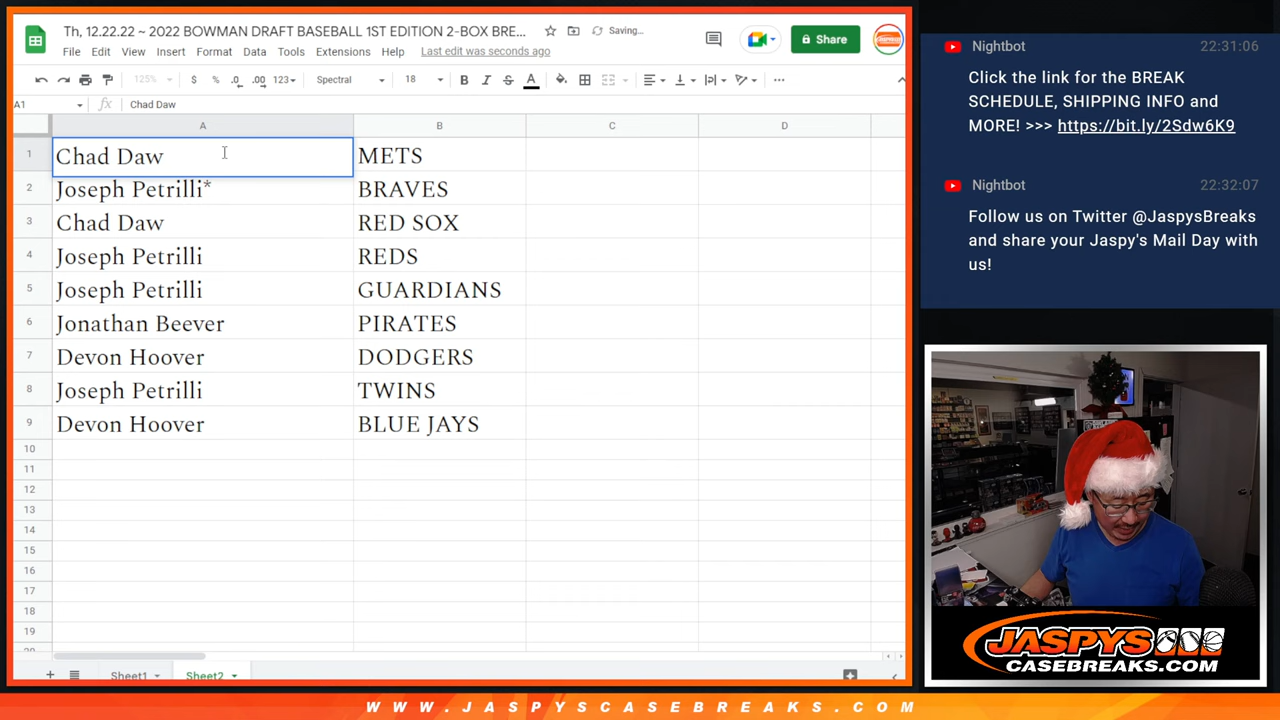 Th, 12.22.22 ~ 2022 BOWMAN DRAFT BASEBALL 1ST EDITION 2-BOX BRE...
Saving...
File Edit View Insert Format Data Tools Extensions Help Last edit was seconds ago
Share
125% $ % .0 .00 123 Spectral 18 B I S A
A1 fx Chad Daw
A B C D
1 Chad Daw METS
2 Joseph Petrilli* BRAVES
3 Chad Daw RED SOX
4 Joseph Petrilli REDS
5 Joseph Petrilli GUARDIANS
6 Jonathan Beever PIRATES
7 Devon Hoover DODGERS
8 Joseph Petrilli TWINS
9 Devon Hoover BLUE JAYS
10
11
12
13
14
15
16
17
18
19
Sheet1 Sheet2
Nightbot 22:31:06
Click the link for the BREAK
SCHEDULE, SHIPPING INFO and
MORE! >>> https://bit.ly/2Sdw6K9
Nightbot 22:32:07
Follow us on Twitter @JaspysBreaks
and share your Jaspy's Mail Day with
us!
JASPYS
CASEBREAKS.COM
WWW.JASPYSCASEBREAKS.COM